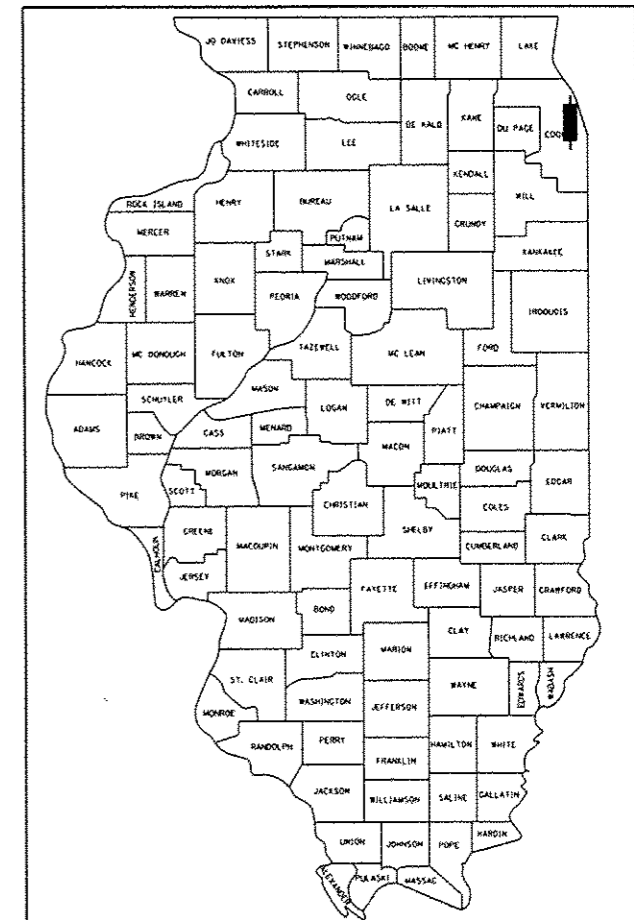 JO DAVIESS
STEPHENSON
WINNEBAGO
BOONE
MC HENRY
LAKE
CARROLL
OGLE
DE KALB
KANE
DU PAGE
COO
WHITESIDE
LEE
KENDALL
WILL
ROCK ISLAND
HENRY
BUREAU
LA SALLE
GRUNDY
MERCER
PUTNAM
STARK
MARSHALL
KANKAKEE
HENDERSON
WARREN
KNOX
PEORIA
WOODFORD
LIVINGSTON
IROQUOIS
HANCOCK
MC DONOUGH
FULTON
TAZEWELL
MC LEAN
FORD
SCHUYLER
MASON
LOGAN
DE WITT
CHAMPAIGN
VERMILION
ADAMS
BROWN
CASS
MENARD
PIATT
MACON
PIKE
SCOTT
MORGAN
SANGAMON
MOULTRIE
DOUGLAS
EDGAR
CHRISTIAN
COLES
CALHOUN
GREENE
MACOUPIN
MONTGOMERY
SHELBY
CUMBERLAND
CLARK
JERSEY
FAYETTE
EFFINGHAM
JASPER
CRAWFORD
MADISON
BOND
CLAY
RICHLAND
LAWRENCE
CLINTON
MARION
ST. CLAIR
WAYNE
EDWARDS
WABASH
WASHINGTON
JEFFERSON
MONROE
RANDOLPH
PERRY
HAMILTON
WHITE
FRANKLIN
JACKSON
WILLIAMSON
SALINE
GALLATIN
UNION
JOHNSON
POPE
HARDIN
ALEXANDER
PULASKI
MASSAC